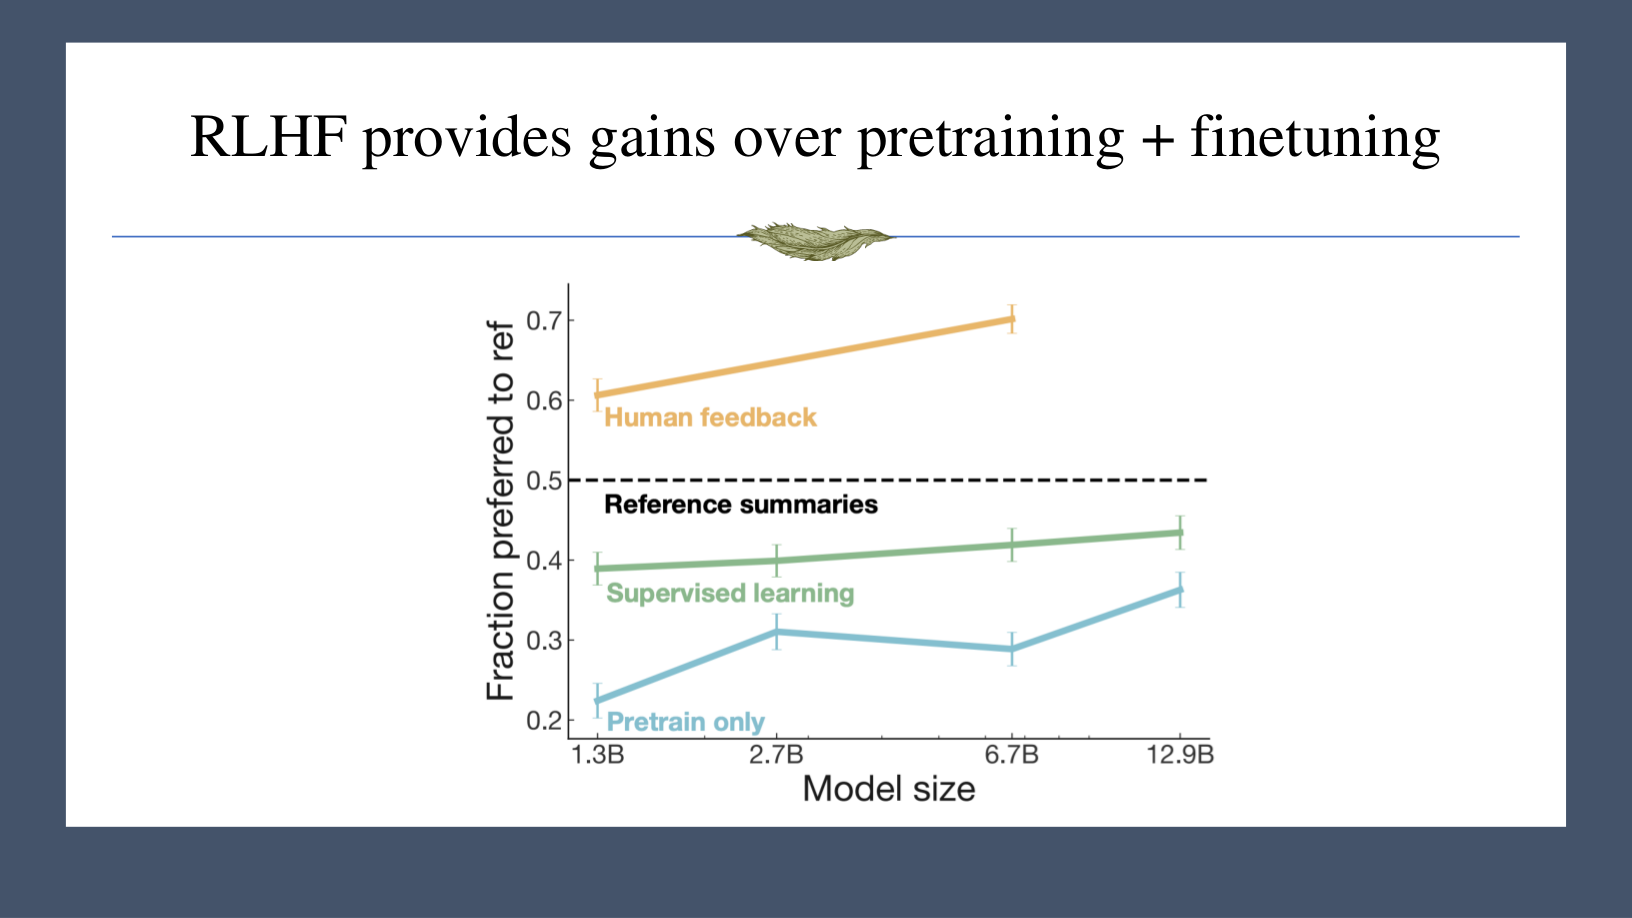 RLHF provides gains over pretraining + finetuning
Fraction preferred to ref
0.7
0.6
Human feedback
0.5
Reference summaries
0.4
Supervised learning
0.3
0.2
Pretrain only
1.3B 2.7B 6.7B 12.9B
Model size